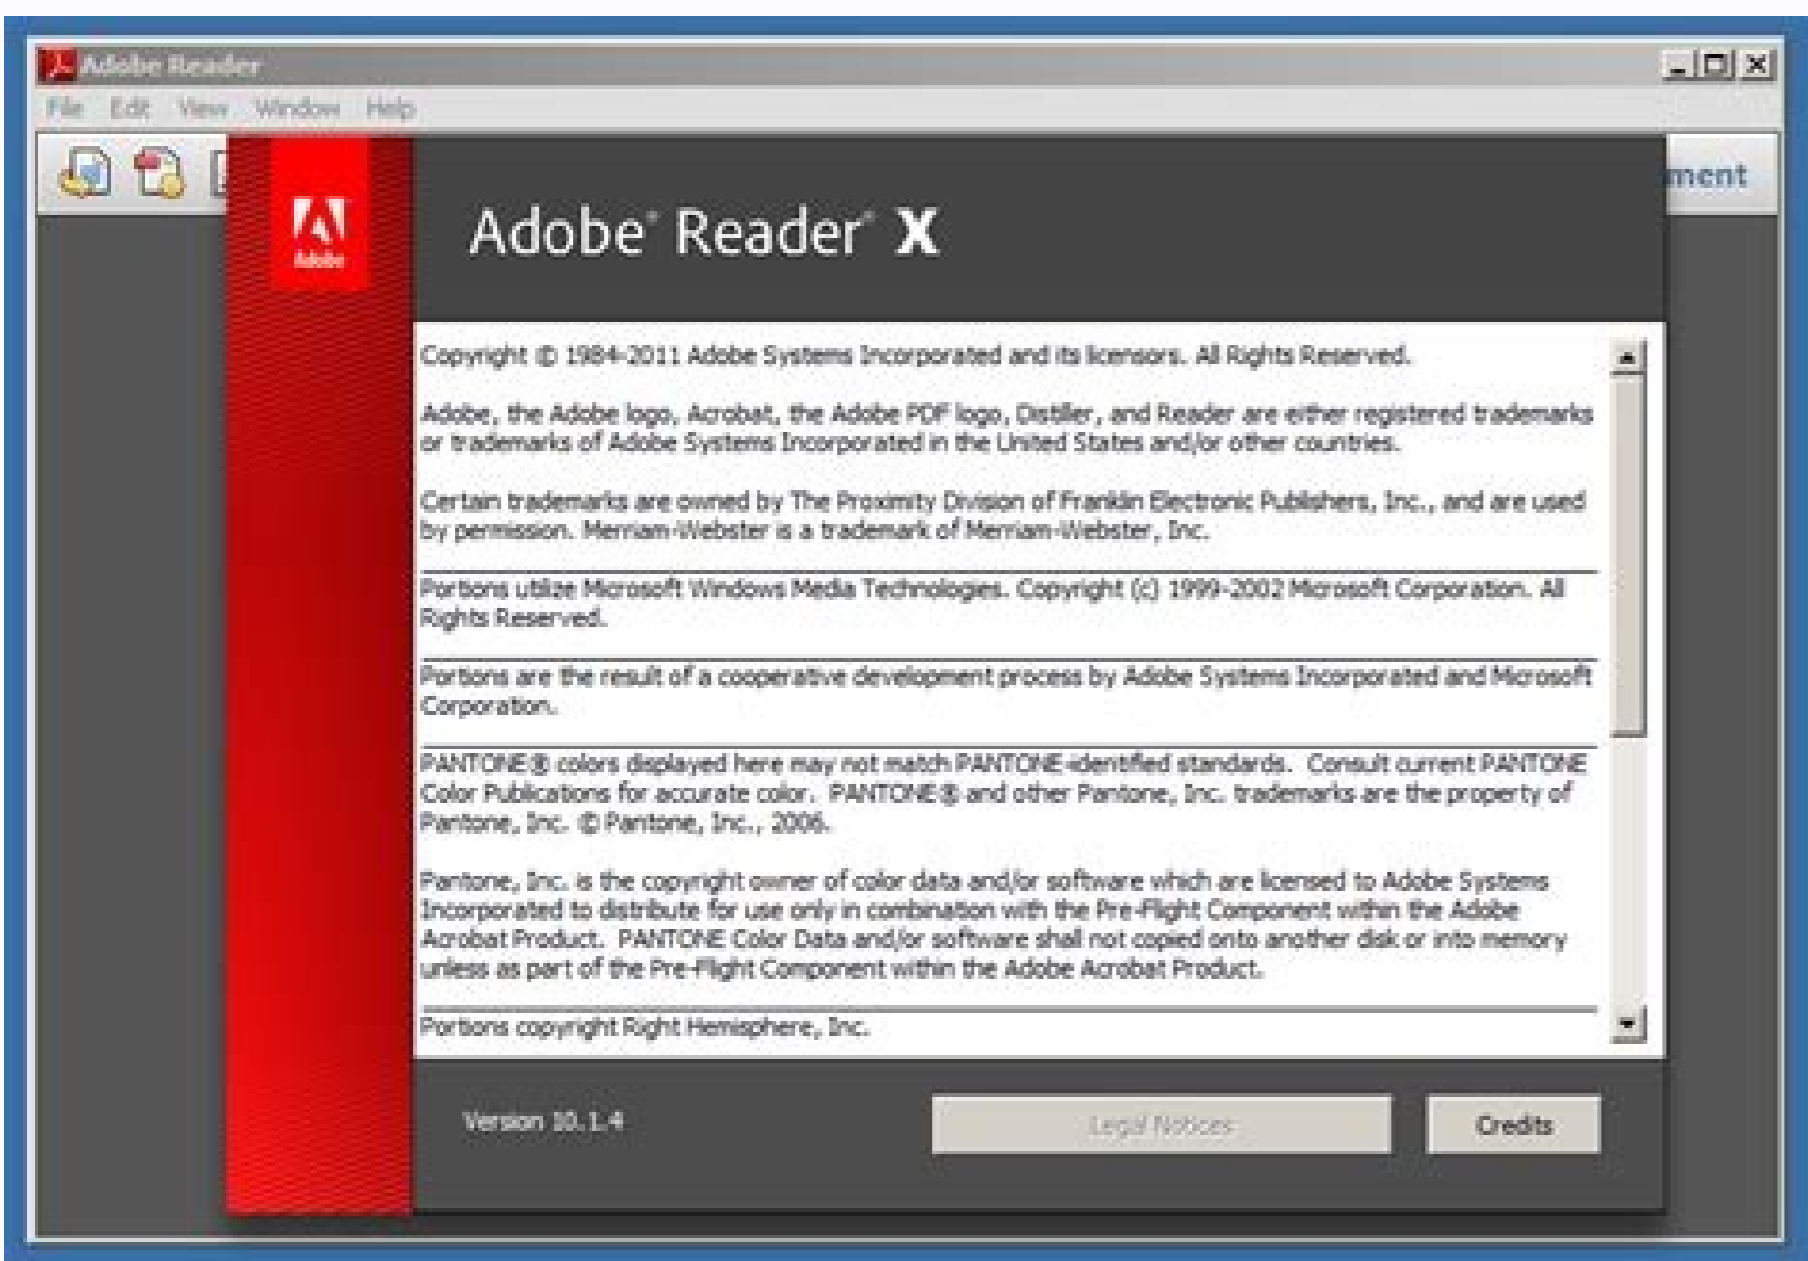 Adobe Reader
File Edit View Window Help
ment
Adobe
Adobe® Reader® X
Copyright © 1984-2011 Adobe Systems Incorporated and its licensors. All Rights Reserved.
Adobe, the Adobe logo, Acrobat, the Adobe PDF logo, Distiller, and Reader are either registered trademarks
or trademarks of Adobe Systems Incorporated in the United States and/or other countries.
Certain trademarks are owned by The Proximity Division of Franklin Electronic Publishers, Inc., and are used
by permission. Merriam-Webster is a trademark of Merriam-Webster, Inc.
Portions utilize Microsoft Windows Media Technologies. Copyright (c) 1999-2002 Microsoft Corporation. All
Rights Reserved.
Portions are the result of a cooperative development process by Adobe Systems Incorporated and Microsoft
Corporation.
PANTONE® colors displayed here may not match PANTONE-identified standards. Consult current PANTONE
Color Publications for accurate color. PANTONE® and other Pantone, Inc. trademarks are the property of
Pantone, Inc. © Pantone, Inc., 2006.
Pantone, Inc. is the copyright owner of color data and/or software which are licensed to Adobe Systems
Incorporated to distribute for use only in combination with the Pre-Flight Component within the Adobe
Acrobat Product. PANTONE Color Data and/or software shall not copied onto another disk or into memory
unless as part of the Pre-Flight Component within the Adobe Acrobat Product.
Portions copyright Right Hemisphere, Inc.
Version 10.1.4
Legal Notices
Credits